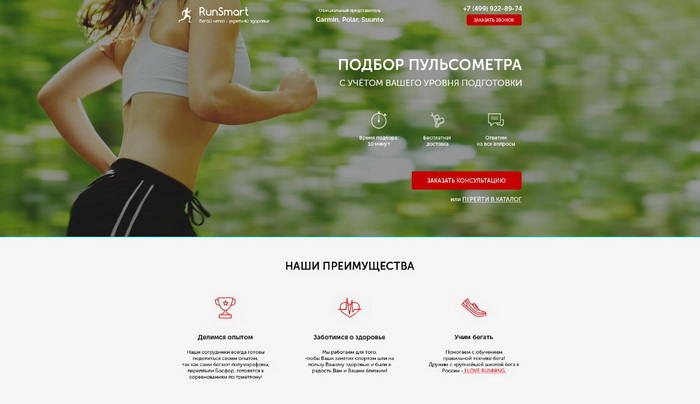 RunSmart
бегай легко - укрепляй здоровье
Официальный представитель
Garmin, Polar, Suunto
+7 (499) 922-89-74
ЗАКАЗАТЬ ЗВОНОК
ПОДБОР ПУЛЬСОМЕТРА
С УЧЁТОМ ВАШЕГО УРОВНЯ ПОДГОТОВКИ
Время подбора:
10 минут
Бесплатная
доставка
Ответим
на все вопросы
ЗАКАЗАТЬ КОНСУЛЬТАЦИЮ
или ПЕРЕЙТИ В КАТАЛОГ
НАШИ ПРЕИМУЩЕСТВА
Делимся опытом
Наши сотрудники всегда готовы
поделиться своим опытом,
так как сами бегают полумарафоны,
переплыли Босфор, готовятся к
соревнованиям по триатлону!
Заботимся о здоровье
Мы работаем для того,
чтобы Ваши занятия спортом шли на
пользу Вашему здоровью и были в
радость Вам и Вашим близким!
Учим бегать
Помогаем с обучением
правильной технике бега!
Дружим с крупнейшей школой бега в
России - I LOVE RUNNING.